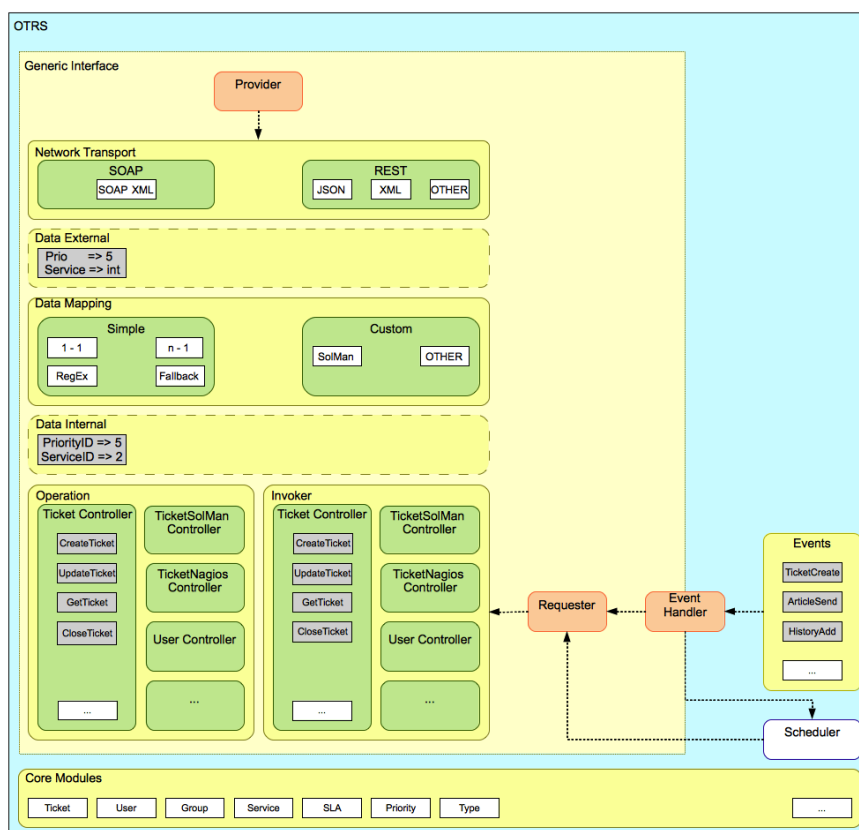 OTRS
Generic Interface
Provider
Network Transport
SOAP
SOAP XML
REST
JSON
XML
OTHER
Data External
Prio => 5
Service => int
Data Mapping
Simple
1 - 1
n - 1
RegEx
Fallback
Custom
SolMan
OTHER
Data Internal
PriorityID => 5
ServiceID => 2
Operation
Ticket Controller
CreateTicket
UpdateTicket
GetTicket
CloseTicket
...
TicketSolMan
Controller
TicketNagios
Controller
User Controller
...
Invoker
Ticket Controller
CreateTicket
UpdateTicket
GetTicket
CloseTicket
...
TicketSolMan
Controller
TicketNagios
Controller
User Controller
...
Requester
Event
Handler
Events
TicketCreate
ArticleSend
HistoryAdd
...
Scheduler
Core Modules
Ticket
User
Group
Service
SLA
Priority
Type
...